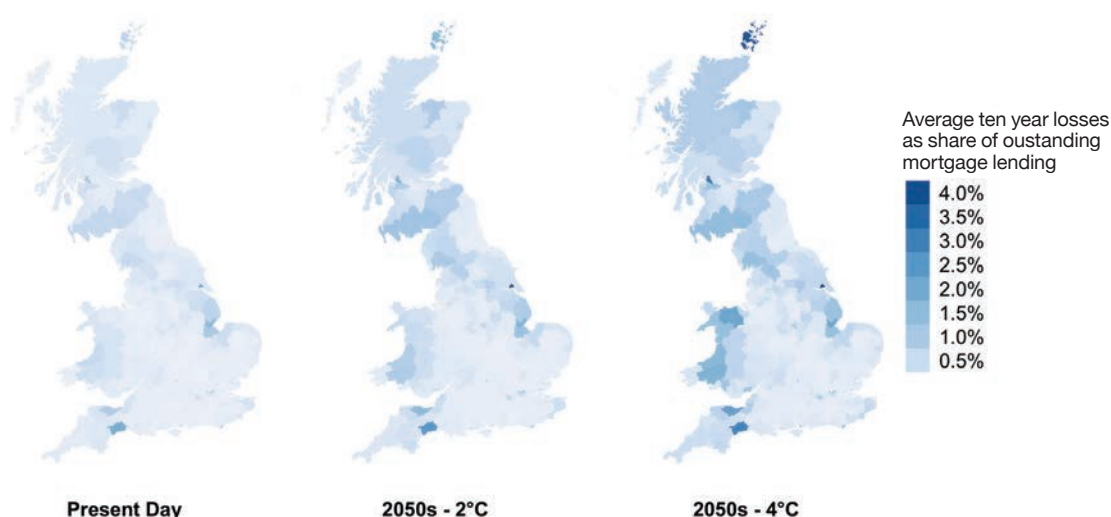 Average ten year losses
as share of oustanding
mortgage lending
4.0%
3.5%
3.0%
2.5%
2.0%
1.5%
1.0%
0.5%
Present Day
2050s - 2°C
2050s - 4°C